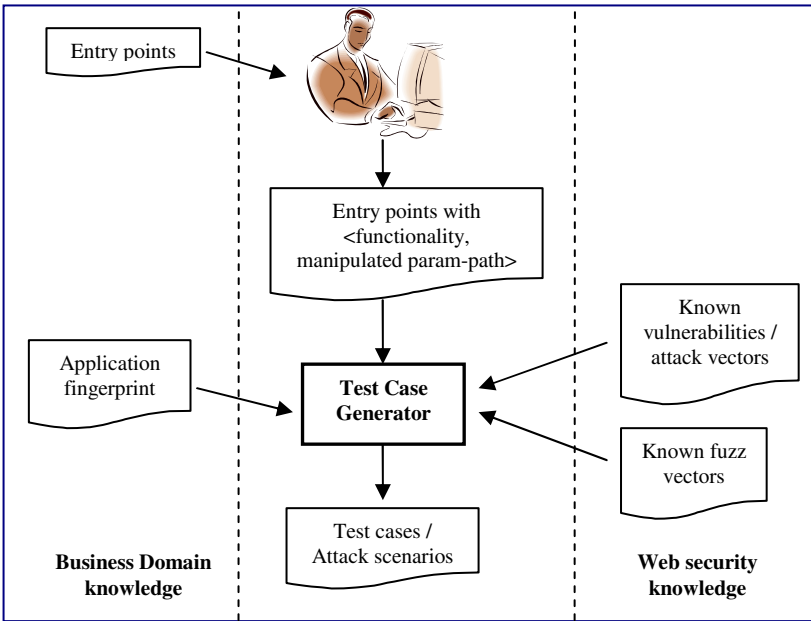 Entry points
Entry points with
<functionality,
manipulated param-path>
Known
vulnerabilities /
attack vectors
Application
fingerprint
Test Case
Generator
Known fuzz
vectors
Test cases /
Attack scenarios
Business Domain
knowledge
Web security
knowledge